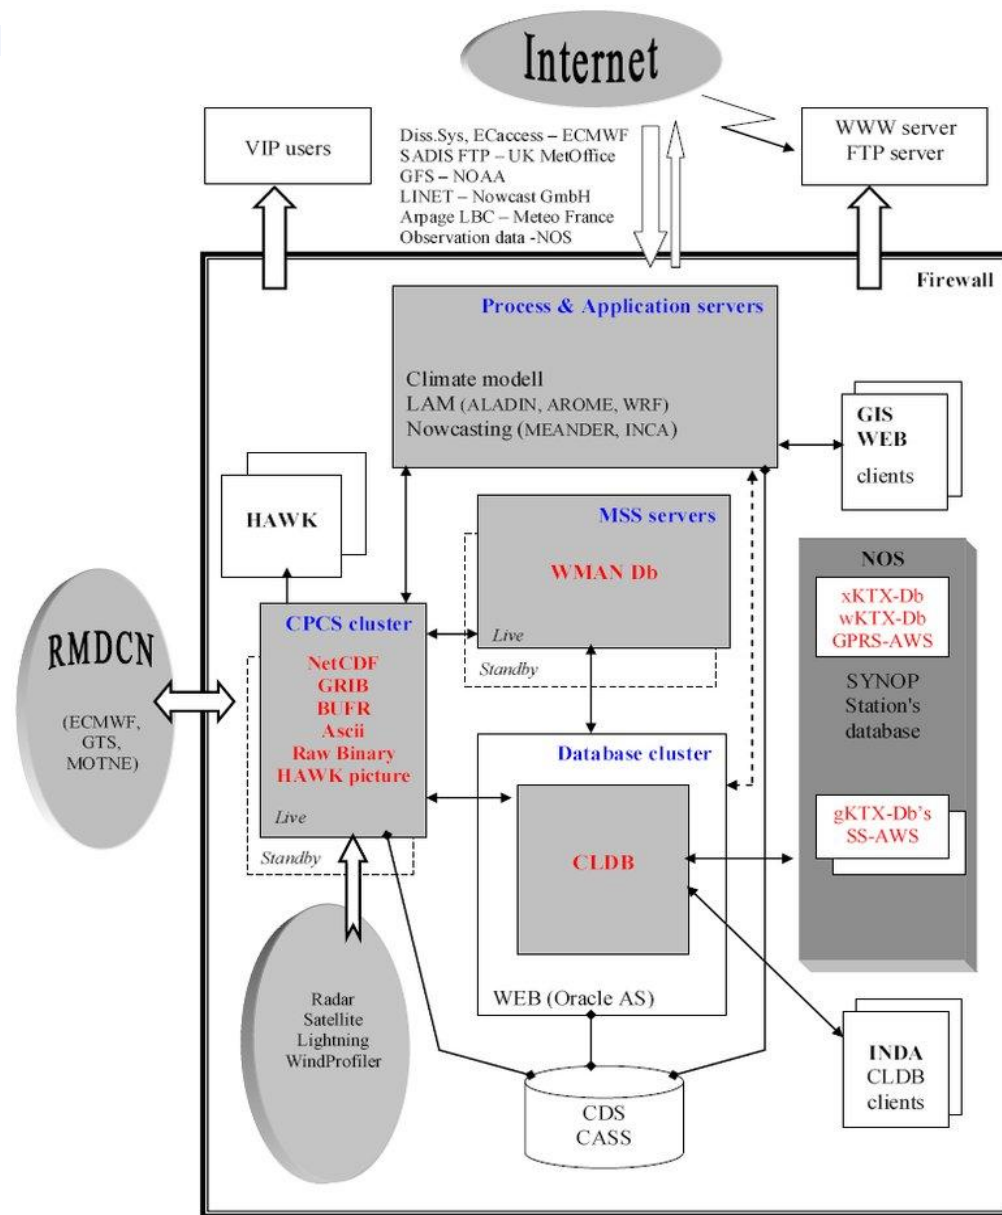 Internet
VIP users
Diss.Sys, ECaccess – ECMWF
SADIS FTP – UK MetOffice
GFS – NOAA
LINET – Nowcast GmbH
Arpage LBC – Meteo France
Observation data -NOS
WWW server
FTP server
Firewall
Process & Application servers
Climate modell
LAM (ALADIN, AROME, WRF)
Nowcasting (MEANDER, INCA)
GIS
WEB
clients
HAWK
MSS servers
WMAN Db
Live
Standby
NOS
xKTX-Db
wKTX-Db
GPRS-AWS
SYNOP
Station's
database
gKTX-Db's
SS-AWS
RMDCN
(ECMWF,
GTS,
MOTNE)
CPCS cluster
NetCDF
GRIB
BUFR
Ascii
Raw Binary
HAWK picture
Live
Standby
Database cluster
CLDB
WEB (Oracle AS)
Radar
Satellite
Lightning
WindProfiler
INDA
CLDB
clients
CDS
CASS